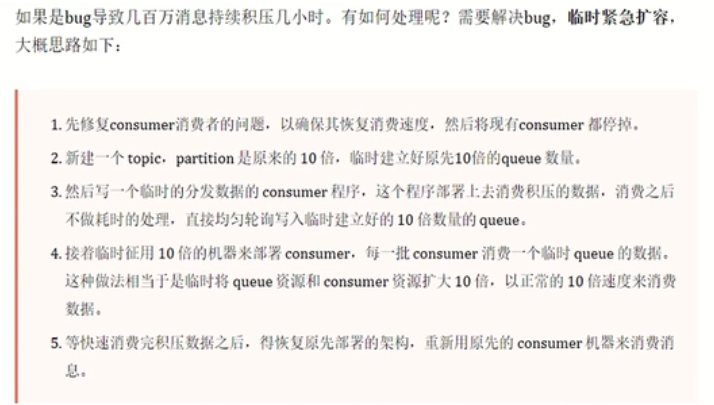 如果是bug导致几百万消息持续积压几小时。有如何处理呢？需要解决bug，临时紧急扩容，
大概思路如下：
1. 先修复consumer消费者的问题，以确保其恢复消费速度，然后将现有consumer 都停掉。
2. 新建一个 topic，partition 是原来的 10 倍，临时建立好原先10倍的queue 数量。
3. 然后写一个临时的分发数据的 consumer 程序，这个程序部署上去消费积压的数据，消费之后
不做耗时的处理，直接均匀轮询写入临时建立好的 10 倍数量的 queue。
4. 接着临时征用 10 倍的机器来部署 consumer，每一批 consumer 消费一个临时 queue 的数据。
这种做法相当于是临时将 queue 资源和 consumer 资源扩大 10 倍，以正常的 10 倍速度来消费
数据。
5. 等快速消费完积压数据之后，得恢复原先部署的架构，重新用原先的 consumer 机器来消费消
息。